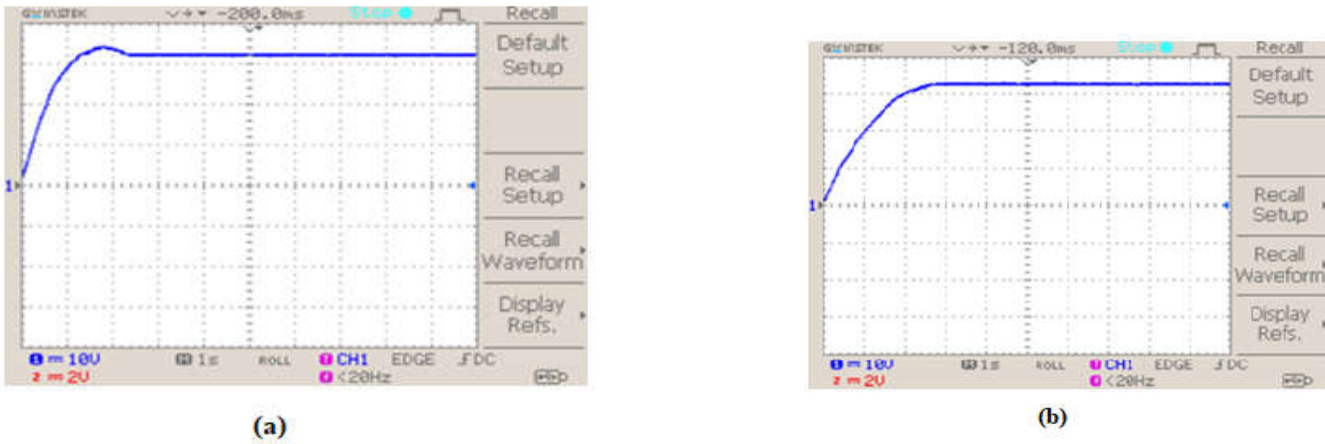 GWINSTEK -200.0ms Stop Recall
Default
Setup
1
Recall
Setup
Recall
Waveform
Display
Refs.
1 10V M 1s ROLL T CH1 EDGE DC
2 2V <20Hz
(a)
GWINSTEK -120.0ms Stop Recall
Default
Setup
1
Recall
Setup
Recall
Waveform
Display
Refs.
1 10V M 1s ROLL T CH1 EDGE DC
2 2V <20Hz
(b)